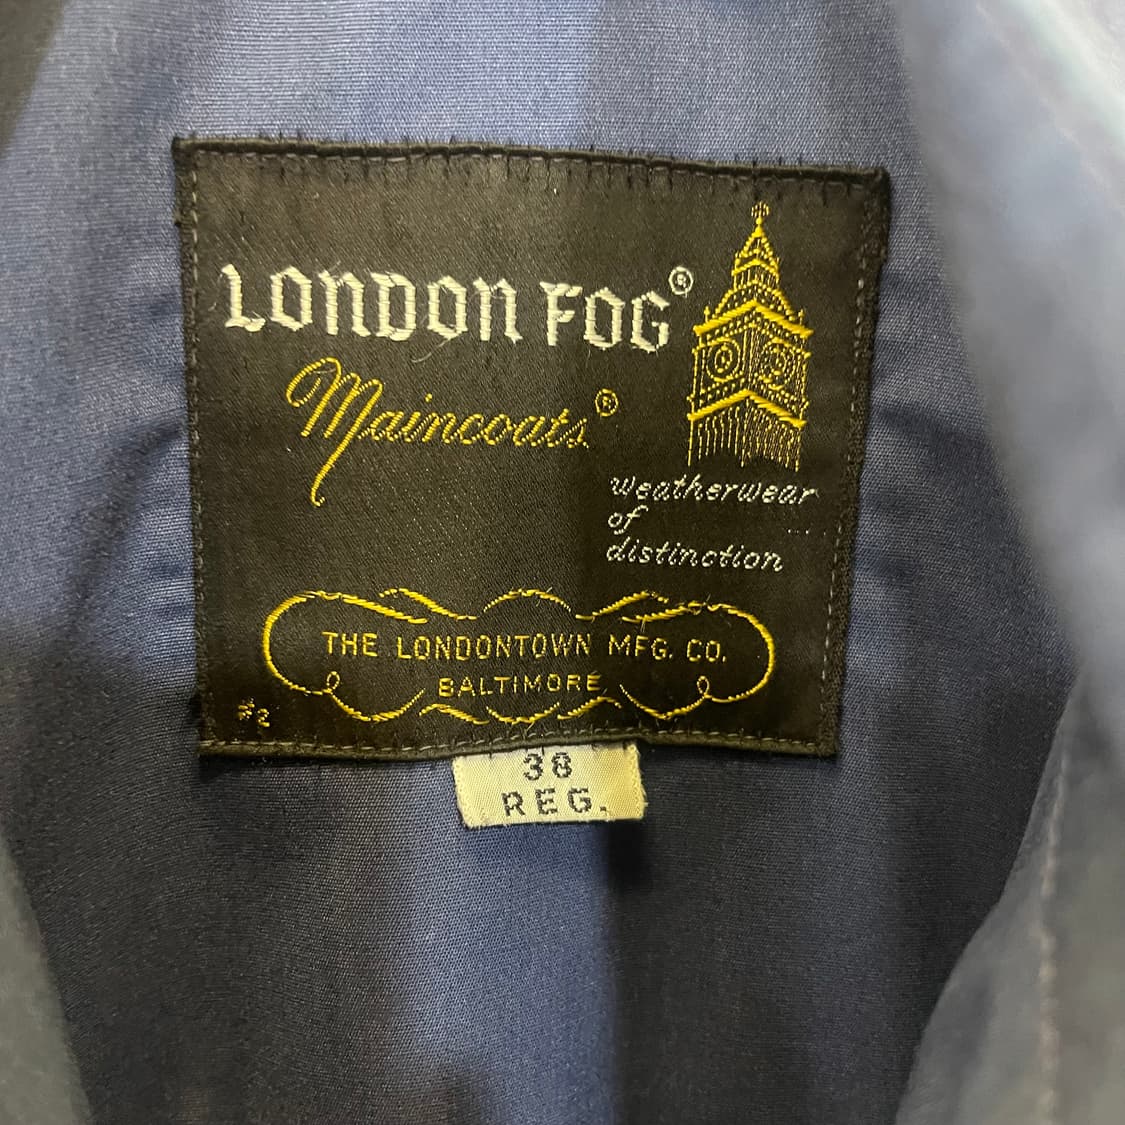 LONDON FOG®
Maincoats®
weatherwear
of
distinction
THE LONDONTOWN MFG. CO.
BALTIMORE
#2
38
REG.